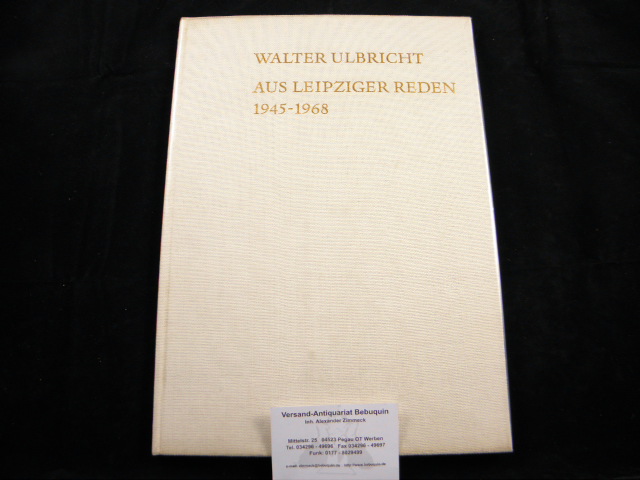 WALTER ULBRICHT
AUS LEIPZIGER REDEN
1945-1968
Versand-Antiquariat Bebuquin
Inh. Alexander Zimmeck
Mittelstr. 25 04523 Pegau OT Werben
Tel. 034296 - 49694 Fax 034296 - 49697
Funk: 0177 -